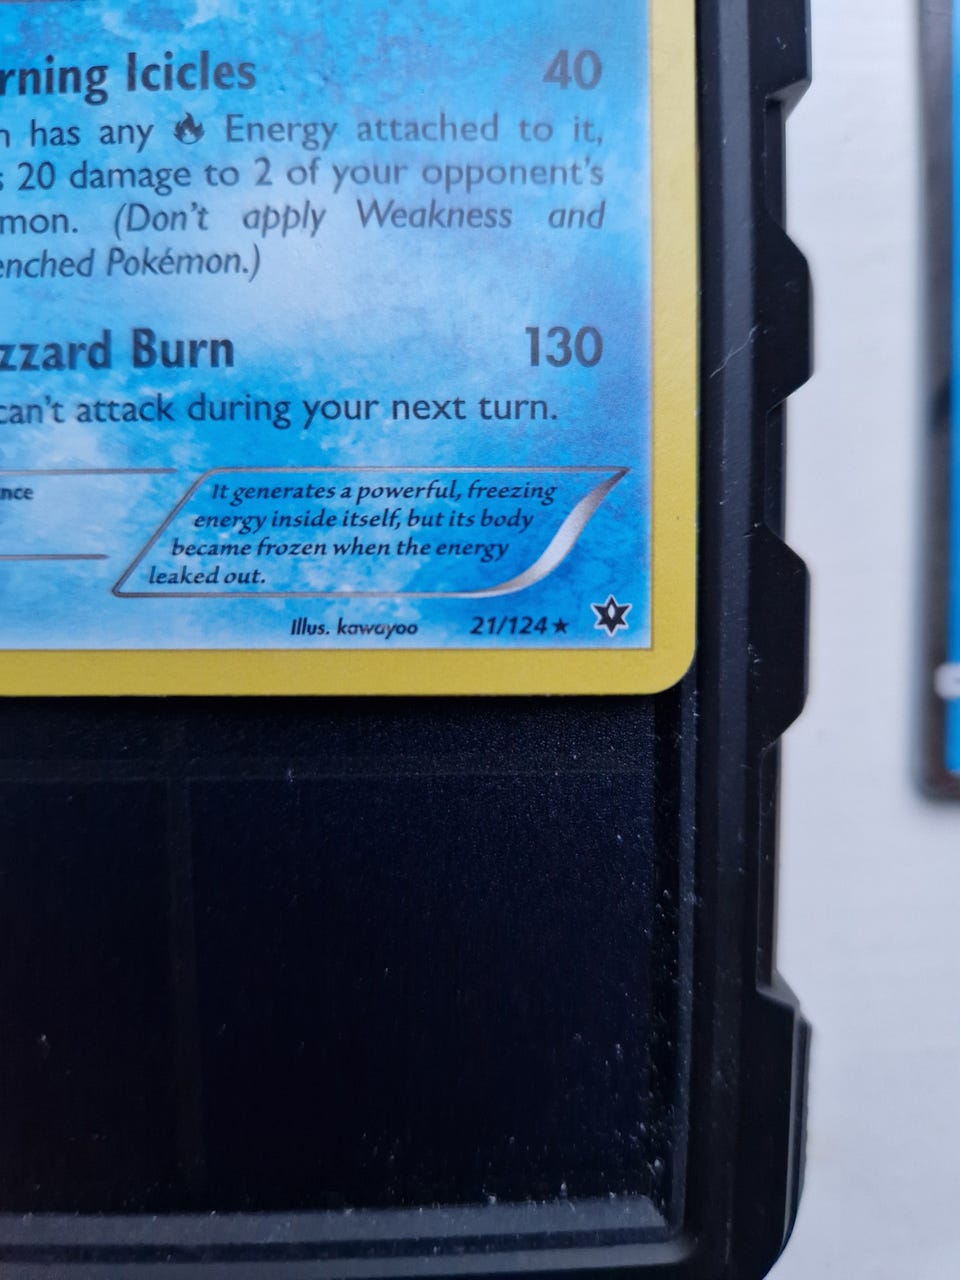 rning Icicles 40
n has any Energy attached to it,
s 20 damage to 2 of your opponent's
mon. (Don't apply Weakness and
enched Pokémon.)
zzard Burn 130
can't attack during your next turn.
nce
It generates a powerful, freezing
energy inside itself, but its body
became frozen when the energy
leaked out.
Illus. kawayoo 21/124 ★